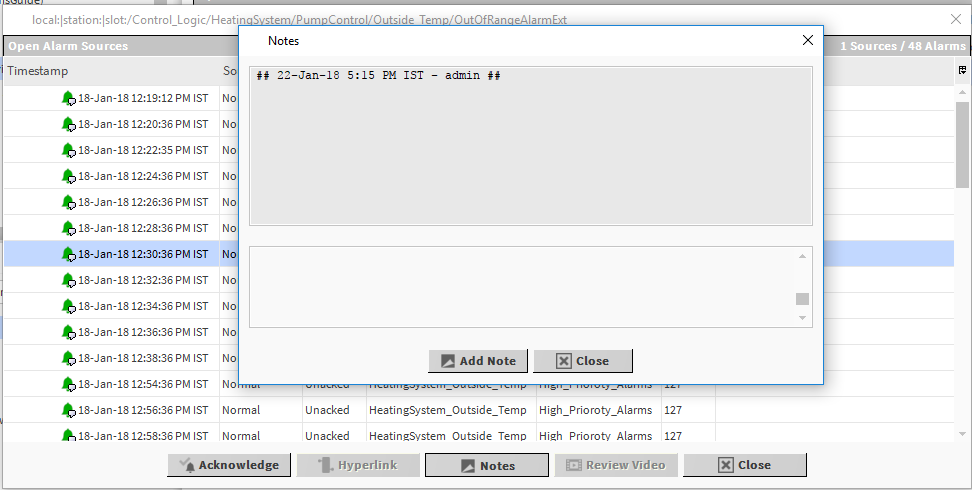 local:|station:|slot:/Control_Logic/HeatingSystem/PumpControl/Outside_Temp/OutOfRangeAlarmExt
Open Alarm Sources 1 Sources / 48 Alarms
Notes
Timestamp So
## 22-Jan-18 5:15 PM IST - admin ##
18-Jan-18 12:19:12 PM IST No
18-Jan-18 12:20:36 PM IST No
18-Jan-18 12:22:35 PM IST No
18-Jan-18 12:24:36 PM IST No
18-Jan-18 12:26:36 PM IST No
18-Jan-18 12:28:36 PM IST No
18-Jan-18 12:30:36 PM IST No
18-Jan-18 12:32:36 PM IST No
18-Jan-18 12:34:36 PM IST No
18-Jan-18 12:36:36 PM IST No
18-Jan-18 12:38:36 PM IST No
Add Note Close
18-Jan-18 12:54:36 PM IST Normal Unacked HeatingSystem_Outside_Temp High_Prioroty_Alarms 127
18-Jan-18 12:56:36 PM IST Normal Unacked HeatingSystem_Outside_Temp High_Prioroty_Alarms 127
18-Jan-18 12:58:36 PM IST Normal Unacked HeatingSystem_Outside_Temp High_Prioroty_Alarms 127
Acknowledge Hyperlink Notes Review Video Close